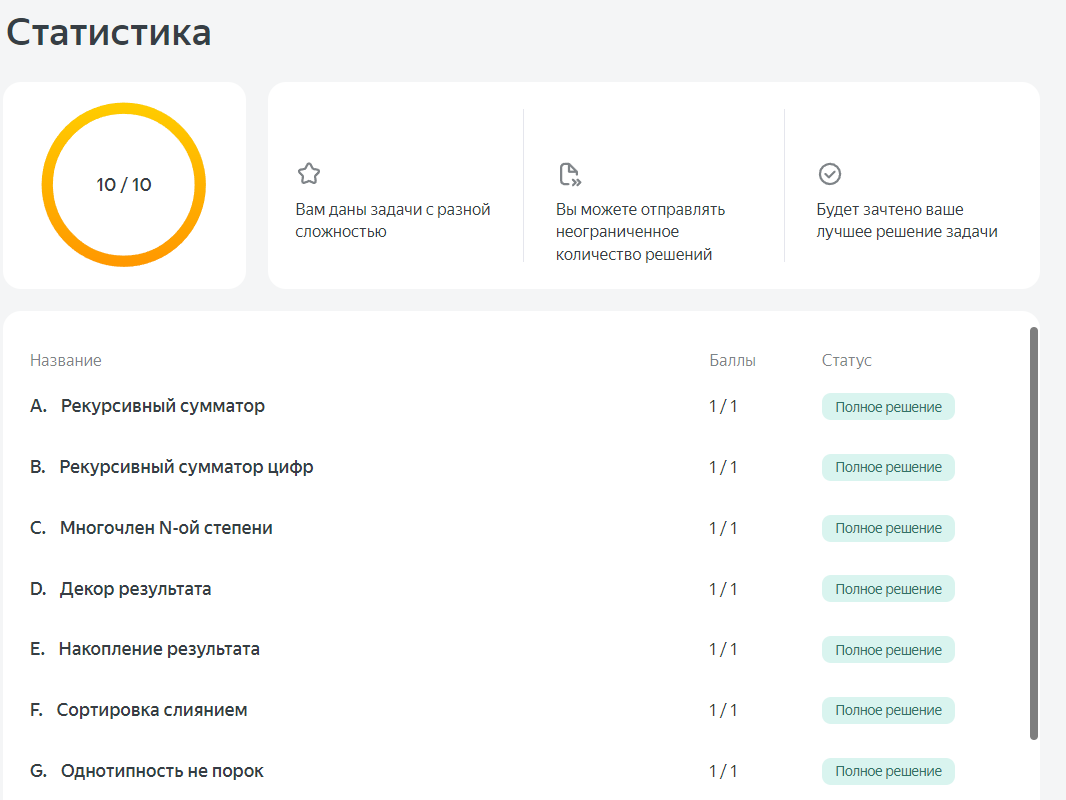 Статистика
10 / 10
Вам даны задачи с разной
сложностью
Вы можете отправлять
неограниченное
количество решений
Будет зачтено ваше
лучшее решение задачи
Название Баллы Статус
A. Рекурсивный сумматор 1 / 1 Полное решение
B. Рекурсивный сумматор цифр 1 / 1 Полное решение
C. Многочлен N-ой степени 1 / 1 Полное решение
D. Декор результата 1 / 1 Полное решение
E. Накопление результата 1 / 1 Полное решение
F. Сортировка слиянием 1 / 1 Полное решение
G. Однотипность не порок 1 / 1 Полное решение